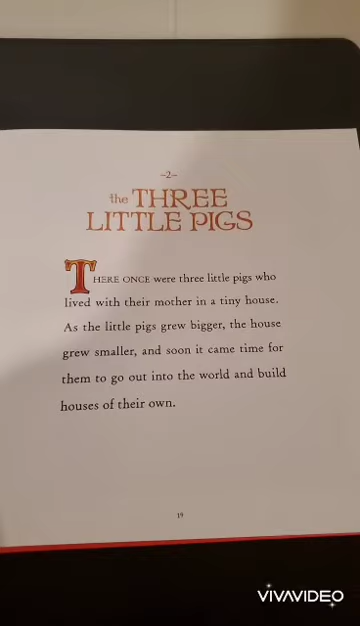 ~2~
the THREE
LITTLE PIGS
THERE ONCE were three little pigs who
lived with their mother in a tiny house.
As the little pigs grew bigger, the house
grew smaller, and soon it came time for
them to go out into the world and build
houses of their own.
19
VIVAVIDEO